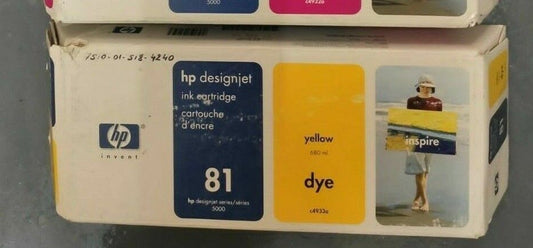 5000
c4932a
7510-01-518-4240
hp designjet
ink cartridge
cartouche
d'encre
81
hp designjet series/séries
5000
yellow
680 ml
dye
c4933a
inspire
hp
invent